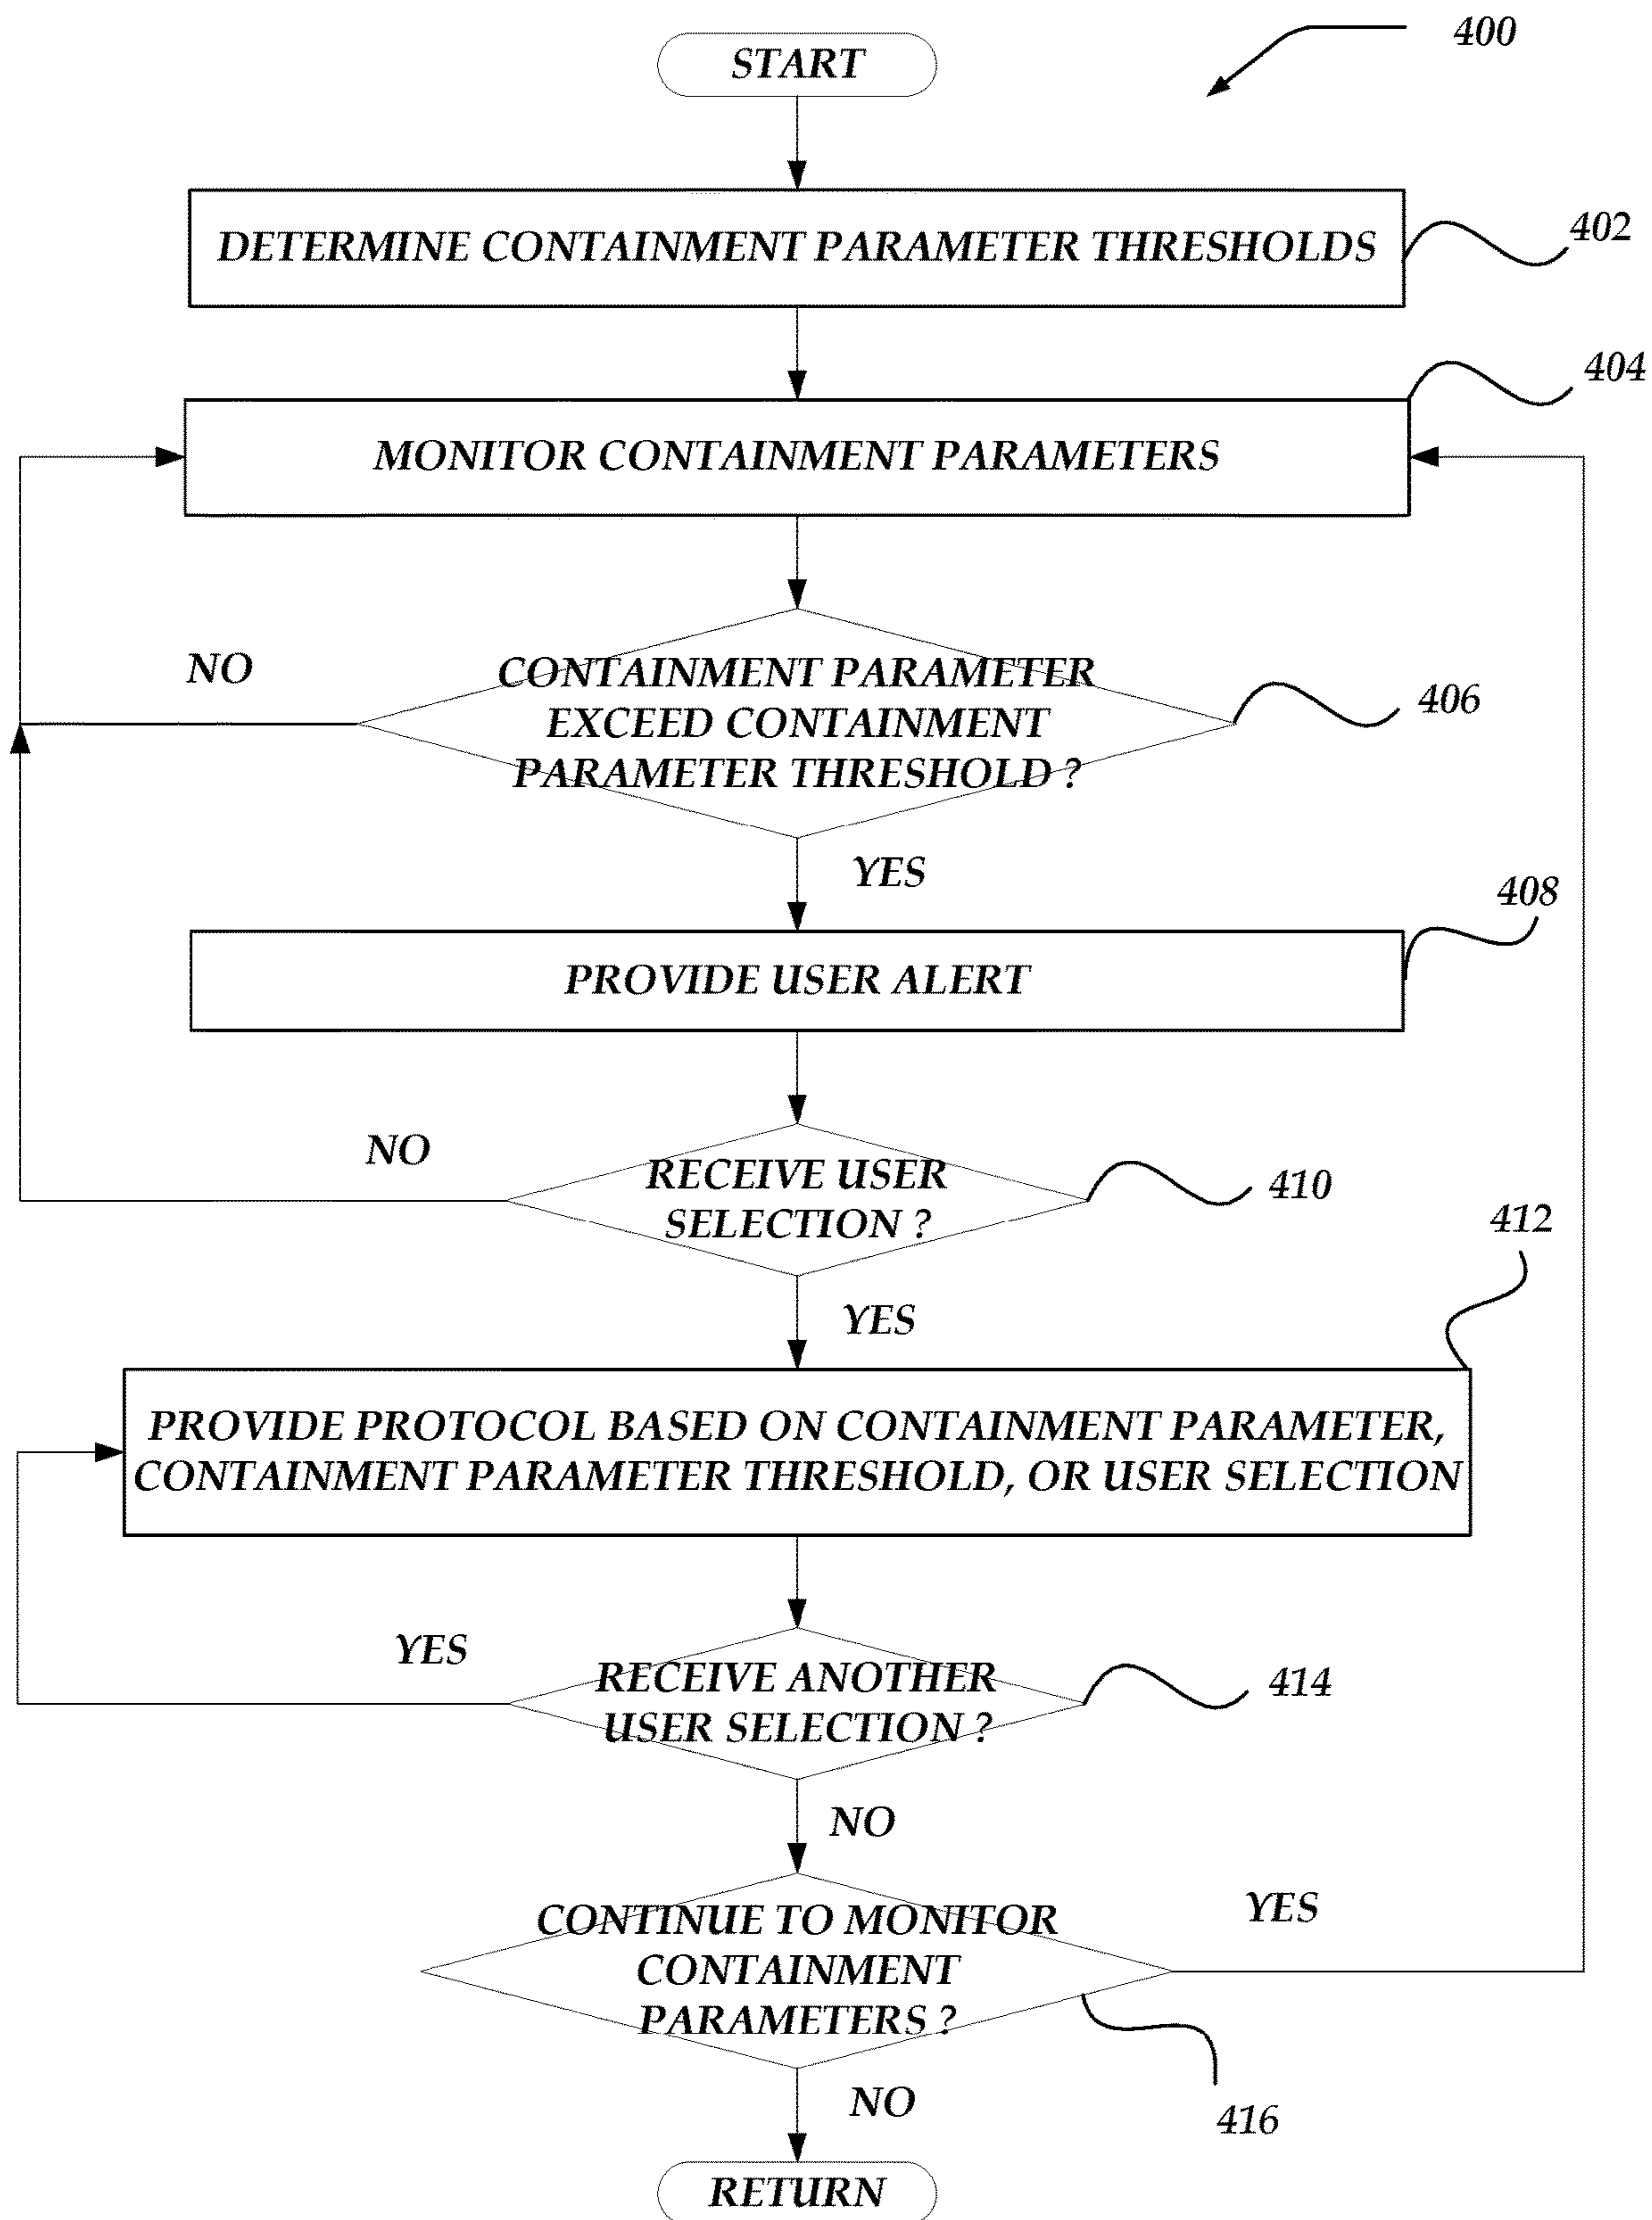 400
START
DETERMINE CONTAINMENT PARAMETER THRESHOLDS
402
404
MONITOR CONTAINMENT PARAMETERS
NO
CONTAINMENT PARAMETER
EXCEED CONTAINMENT
PARAMETER THRESHOLD ?
406
YES
408
PROVIDE USER ALERT
NO
RECEIVE USER
SELECTION ?
410
412
YES
PROVIDE PROTOCOL BASED ON CONTAINMENT PARAMETER,
CONTAINMENT PARAMETER THRESHOLD, OR USER SELECTION
YES
RECEIVE ANOTHER
USER SELECTION ?
414
NO
CONTINUE TO MONITOR
CONTAINMENT
PARAMETERS ?
YES
NO
416
RETURN